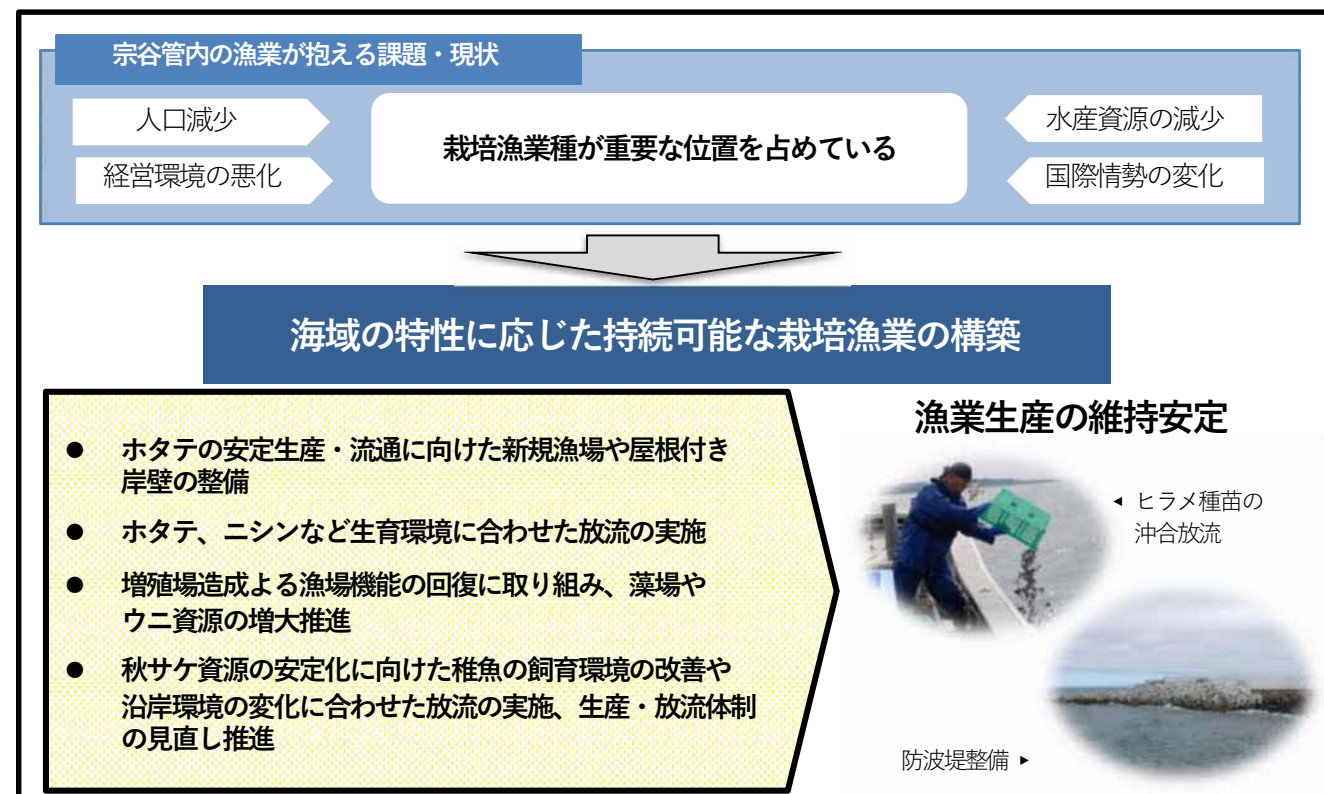 宗谷管内の漁業が抱える課題・現状
人口減少
経営環境の悪化
栽培漁業種が重要な位置を占めている
水産資源の減少
国際情勢の変化
海域の特性に応じた持続可能な栽培漁業の構築
● ホタテの安定生産・流通に向けた新規漁場や屋根付き
岸壁の整備
● ホタテ、ニシンなど生育環境に合わせた放流の実施
● 増殖場造成よる漁場機能の回復に取り組み、藻場や
ウニ資源の増大推進
● 秋サケ資源の安定化に向けた稚魚の飼育環境の改善や
沿岸環境の変化に合わせた放流の実施、生産・放流体制
の見直し推進
漁業生産の維持安定
◂ ヒラメ種苗の
沖合放流
防波堤整備 ▸